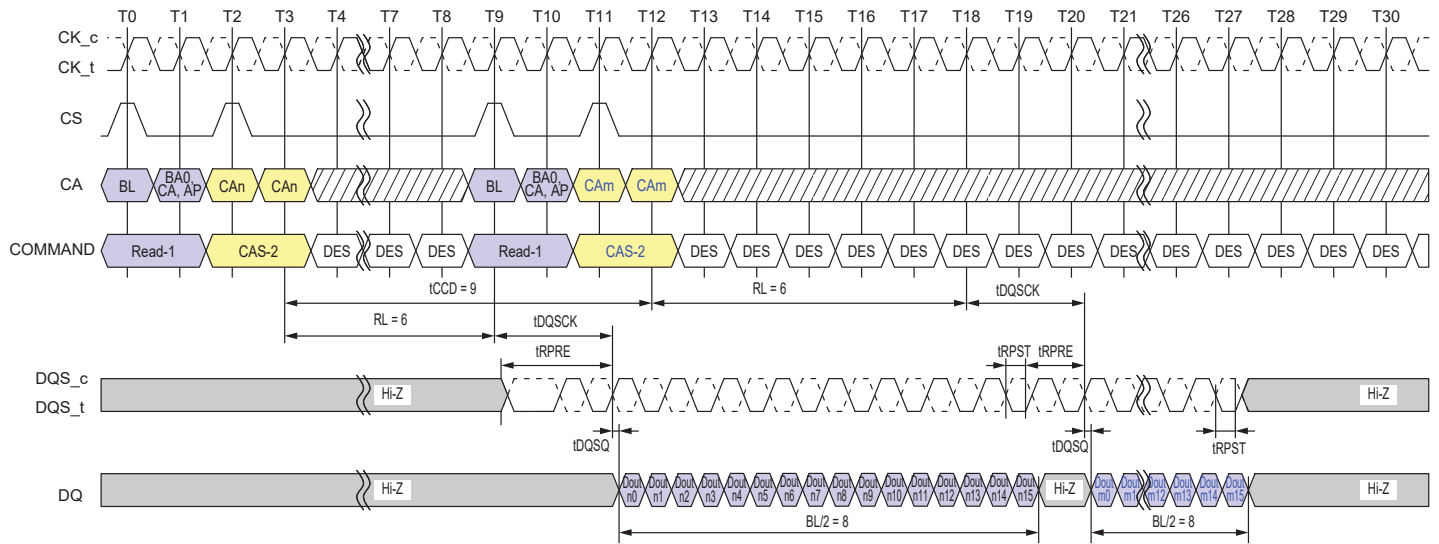 T0 T1 T2 T3 T4 T7 T8 T9 T10 T11 T12 T13 T14 T15 T16 T17 T18 T19 T20 T21 T26 T27 T28 T29 T30
CK_c
CK_t
CS
CA BL BA0, CA, AP CAn CAn BL BA0, CA, AP CAm CAm
COMMAND Read-1 CAS-2 DES DES DES Read-1 CAS-2 DES DES DES DES DES DES DES DES DES DES DES DES DES DES
tCCD = 9 RL = 6 tDQSCK
RL = 6 tDQSCK
tRPRE tRPST tRPRE
DQS_c
DQS_t
Hi-Z Hi-Z
tDQSQ tDQSQ tRPST
DQ Hi-Z Dout n0 Dout n1 Dout n2 Dout n3 Dout n4 Dout n5 Dout n6 Dout n7 Dout n8 Dout n9 Dout n10 Dout n11 Dout n12 Dout n13 Dout n14 Dout n15 Hi-Z Dout m0 Dout m1 Dout m12 Dout m13 Dout m14 Dout m15 Hi-Z
BL/2 = 8 BL/2 = 8